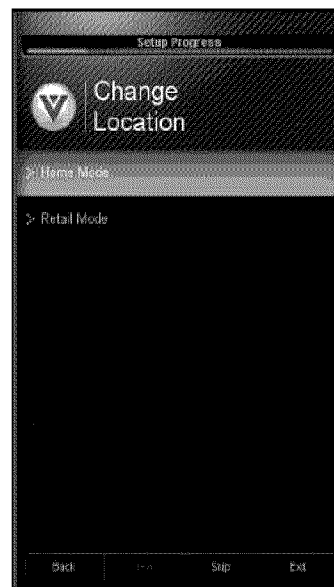 Setup Progress
Change
Location
> Home Mode
> Retail Mode
Back Skip Exit